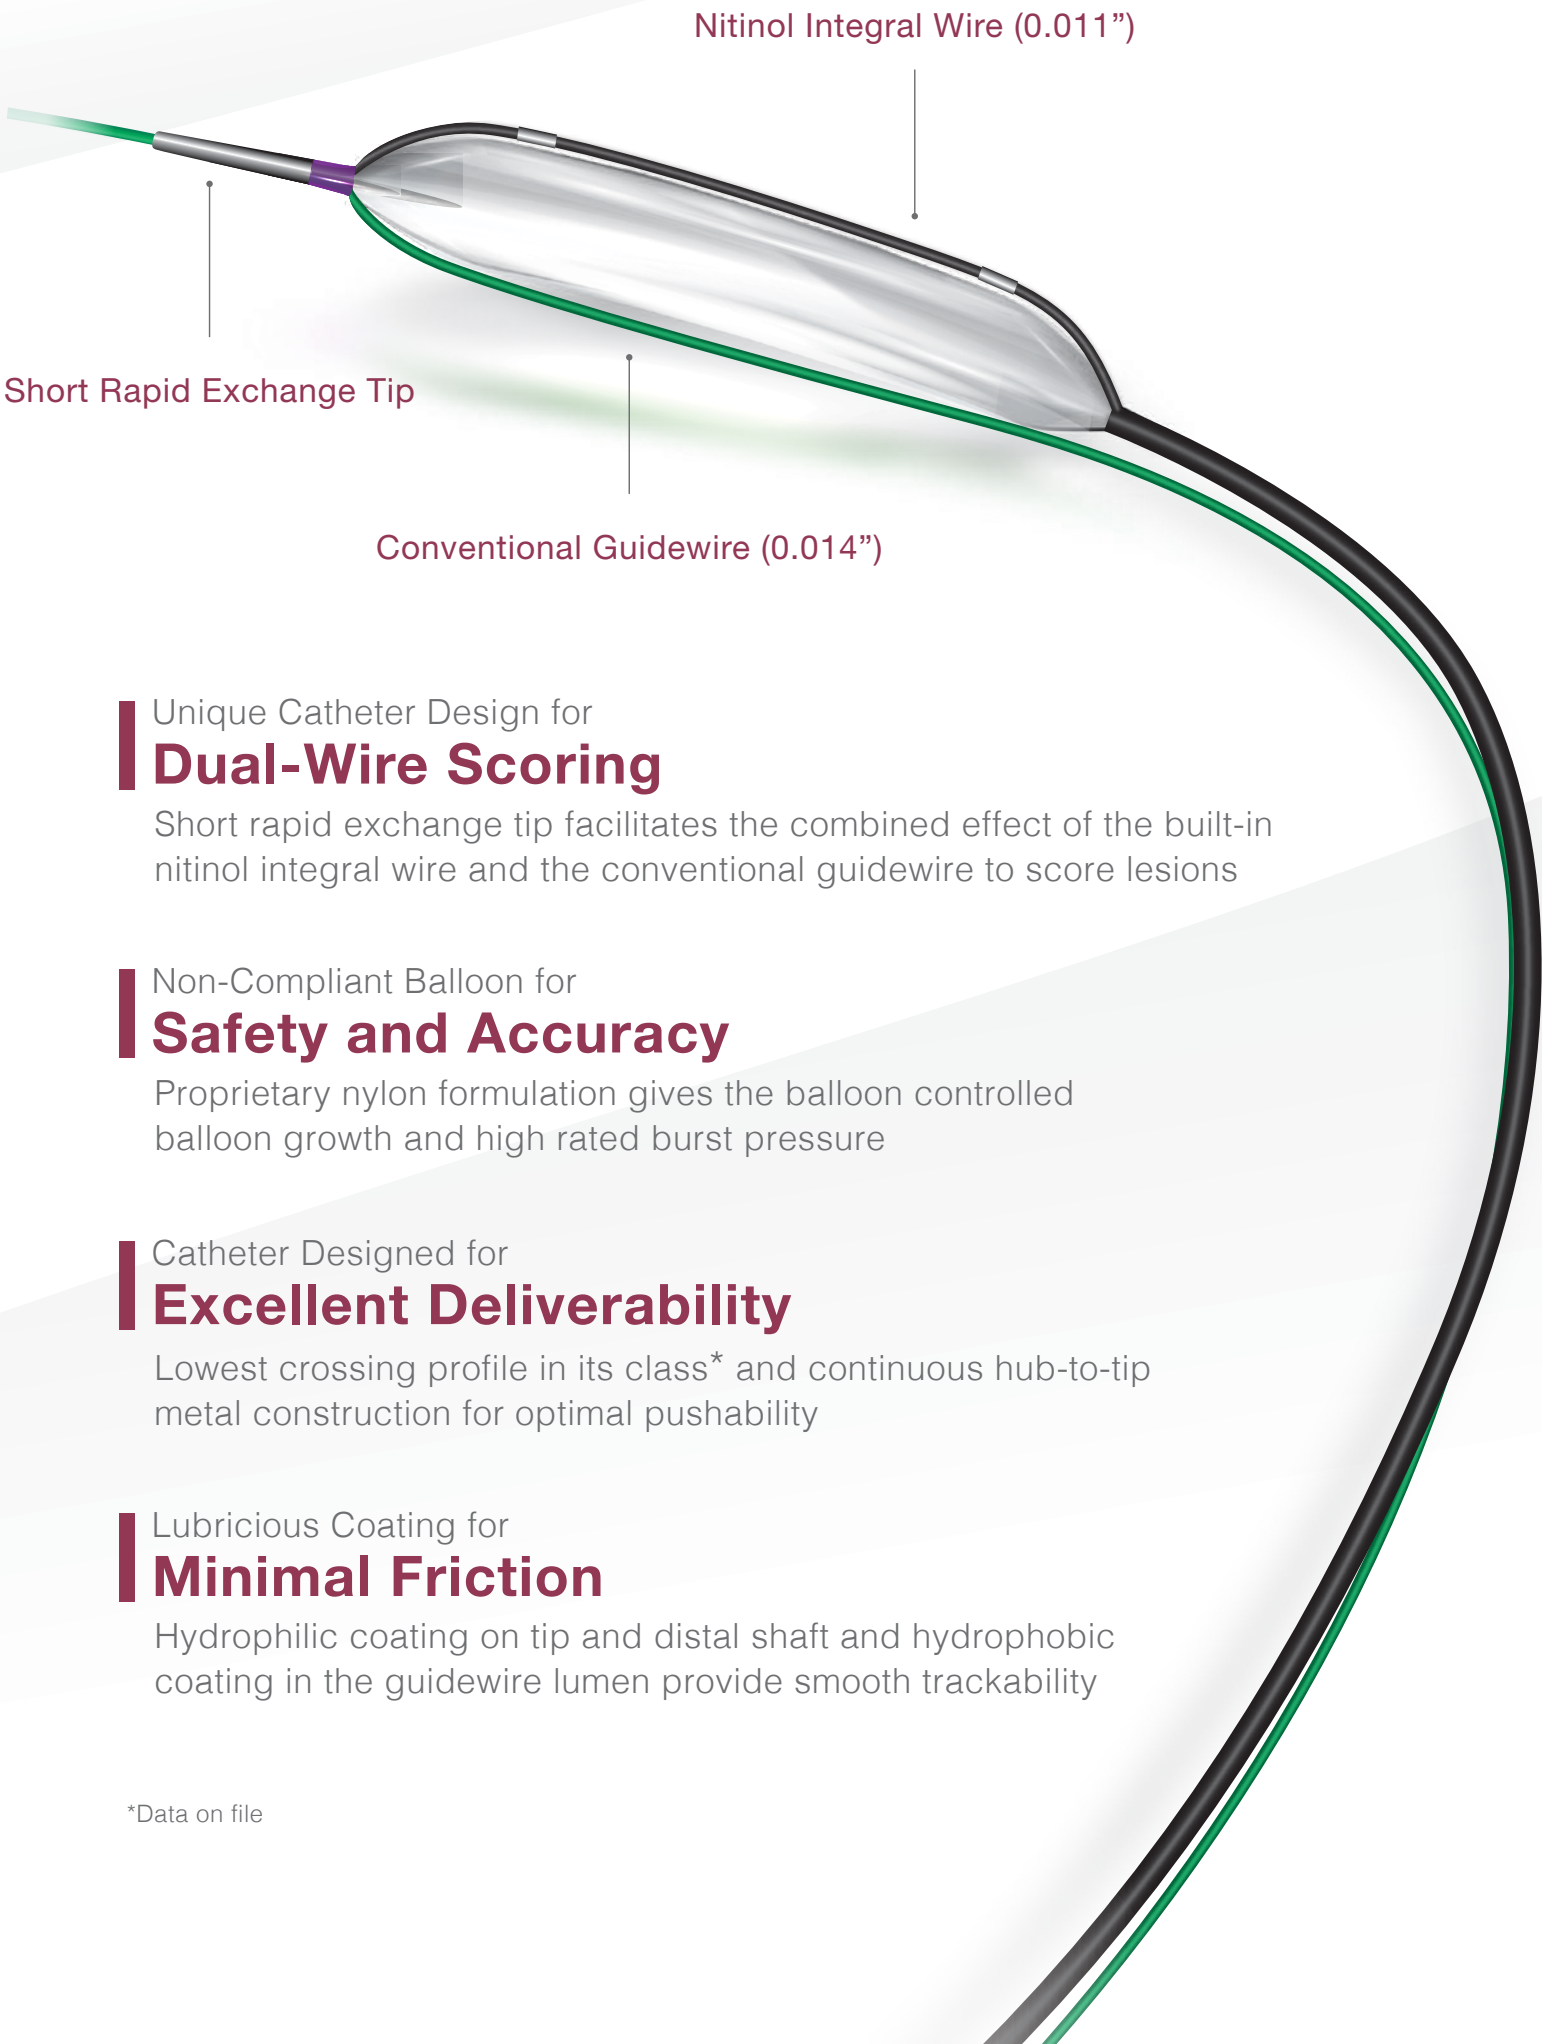 Nitinol Integral Wire (0.011”)
Short Rapid Exchange Tip
Conventional Guidewire (0.014”)
Unique Catheter Design for
Dual-Wire Scoring
Short rapid exchange tip facilitates the combined effect of the built-in
nitinol integral wire and the conventional guidewire to score lesions
Non-Compliant Balloon for
Safety and Accuracy
Proprietary nylon formulation gives the balloon controlled
balloon growth and high rated burst pressure
Catheter Designed for
Excellent Deliverability
Lowest crossing profile in its class* and continuous hub-to-tip
metal construction for optimal pushability
Lubricious Coating for
Minimal Friction
Hydrophilic coating on tip and distal shaft and hydrophobic
coating in the guidewire lumen provide smooth trackability
*Data on file